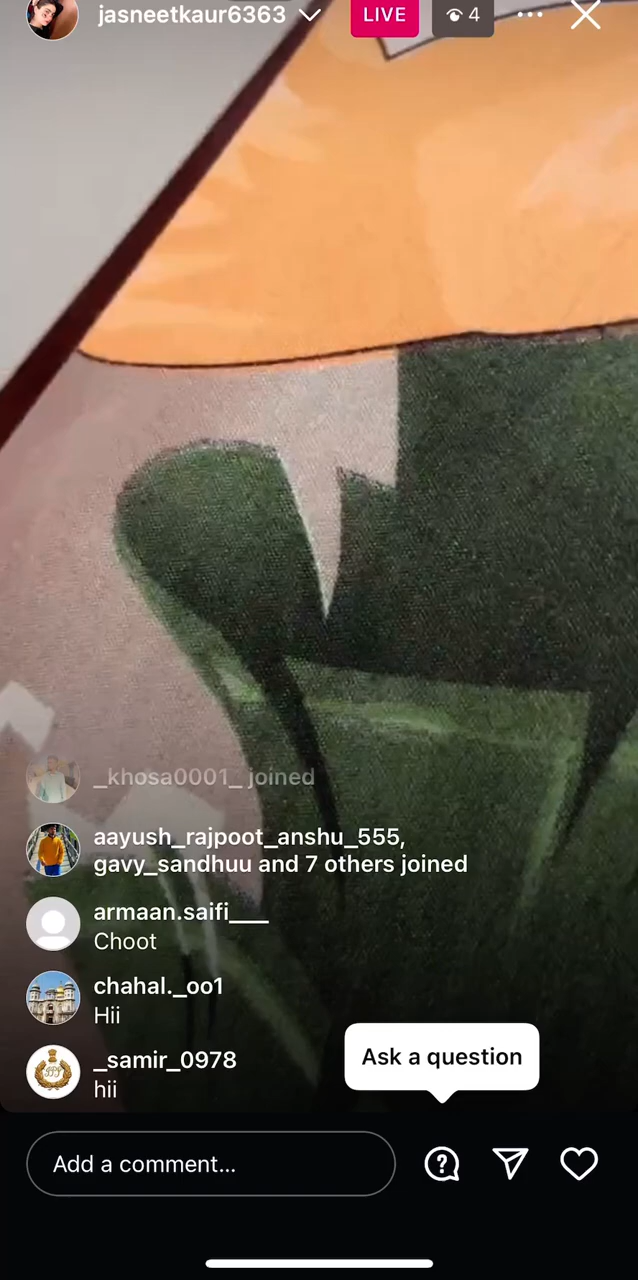 jasneetkaur6363
LIVE
4
_khosa0001_ joined
aayush_rajpoot_anshu_555,
gavy_sandhuu and 7 others joined
armaan.saifi___
Choot
chahal._oo1
Hii
_samir_0978
hii
Ask a question
Add a comment...